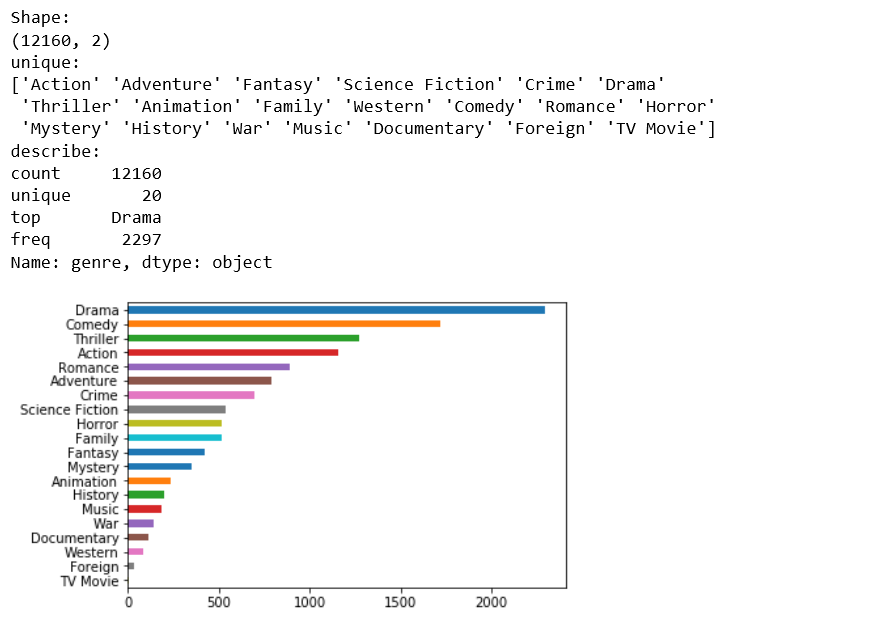 Shape:
(12160, 2)
unique:
['Action' 'Adventure' 'Fantasy' 'Science Fiction' 'Crime' 'Drama'
 'Thriller' 'Animation' 'Family' 'Western' 'Comedy' 'Romance' 'Horror'
 'Mystery' 'History' 'War' 'Music' 'Documentary' 'Foreign' 'TV Movie']
describe:
count     12160
unique       20
top       Drama
freq       2297
Name: genre, dtype: object
Drama
Comedy
Thriller
Action
Romance
Adventure
Crime
Science Fiction
Horror
Family
Fantasy
Mystery
Animation
History
Music
War
Documentary
Western
Foreign
TV Movie
0 500 1000 1500 2000